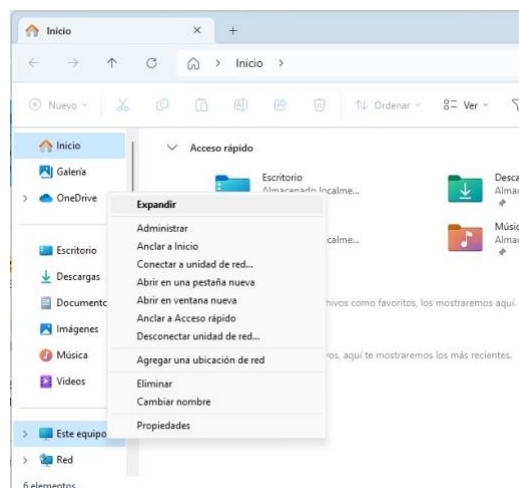 Inicio
Inicio
Nuevo
Ordenar
Ver
Inicio
Galería
OneDrive
Escritorio
Descargas
Documento
Imágenes
Música
Videos
Este equipo
Red
6 elementos
Acceso rápido
Escritorio
Almacenado localme...
Desca
Almac
calme...
Músic
Almac
hivos como favoritos, los mostraremos aquí.
vos, aquí te mostraremos los más recientes.
Expandir
Administrar
Anclar a Inicio
Conectar a unidad de red...
Abrir en una pestaña nueva
Abrir en ventana nueva
Anclar a Acceso rápido
Desconectar unidad de red...
Agregar una ubicación de red
Eliminar
Cambiar nombre
Propiedades